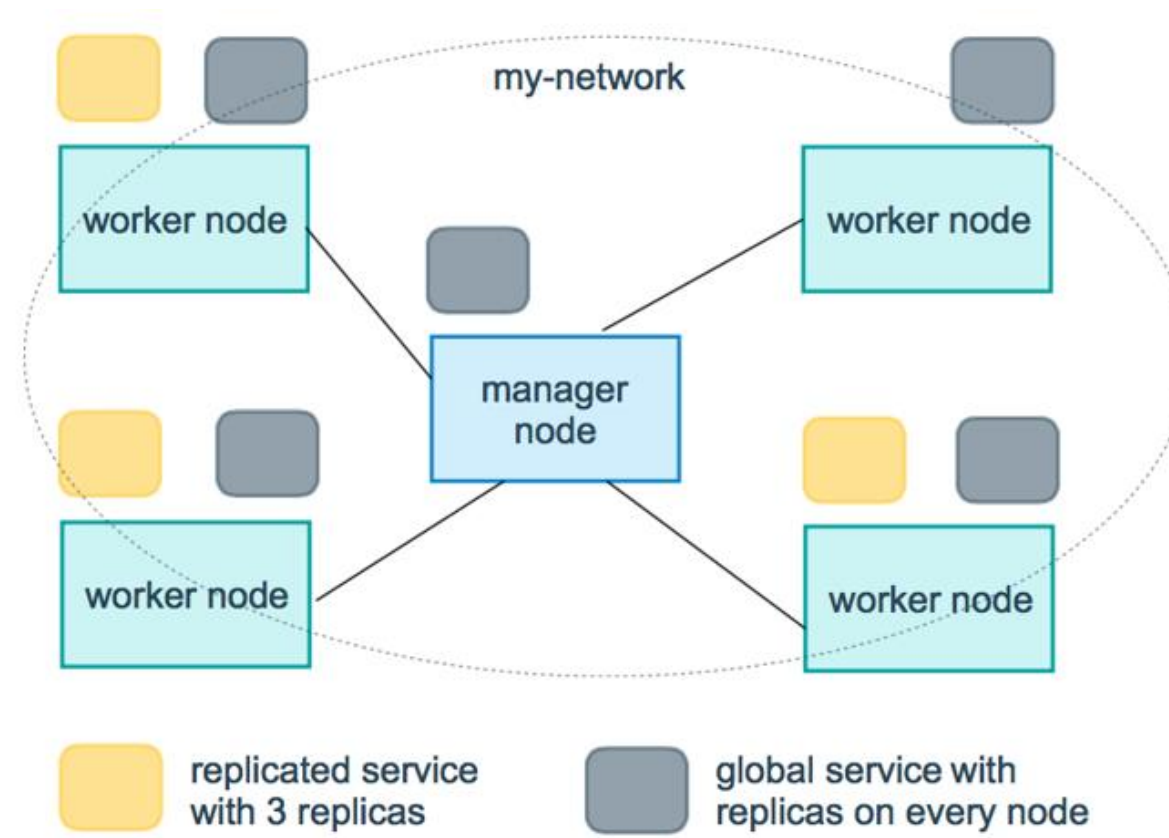 my-network
worker node
worker node
manager
node
worker node
worker node
replicated service
with 3 replicas
global service with
replicas on every node